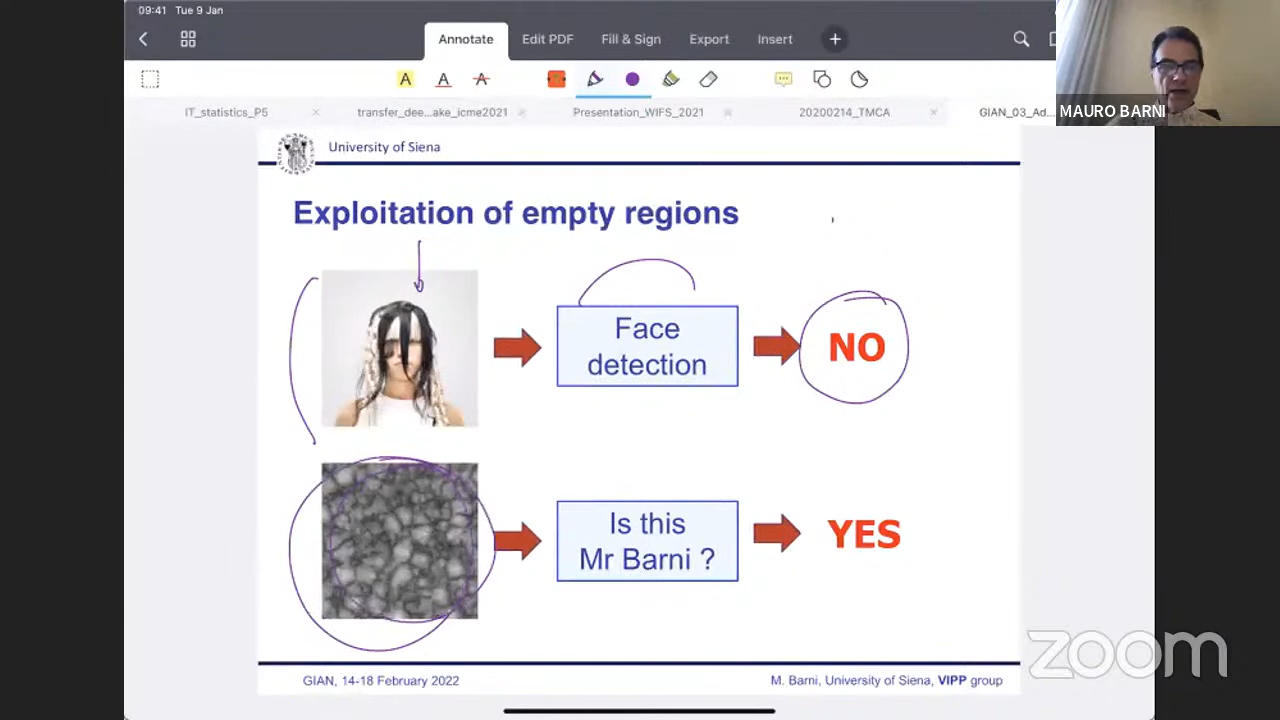 09:41 Tue 9 Jan
Annotate Edit PDF Fill & Sign Export Insert +
A A A
IT_statistics_P5 × transfer_dee...ake_icme2021 × Presentation_WIFS_2021 × 20200214_TMCA × GIAN_03_Ad...
MAURO BARNI
University of Siena
Exploitation of empty regions
Face
detection
NO
Is this
Mr Barni ?
YES
zoom
GIAN, 14-18 February 2022
M. Barni, University of Siena, VIPP group